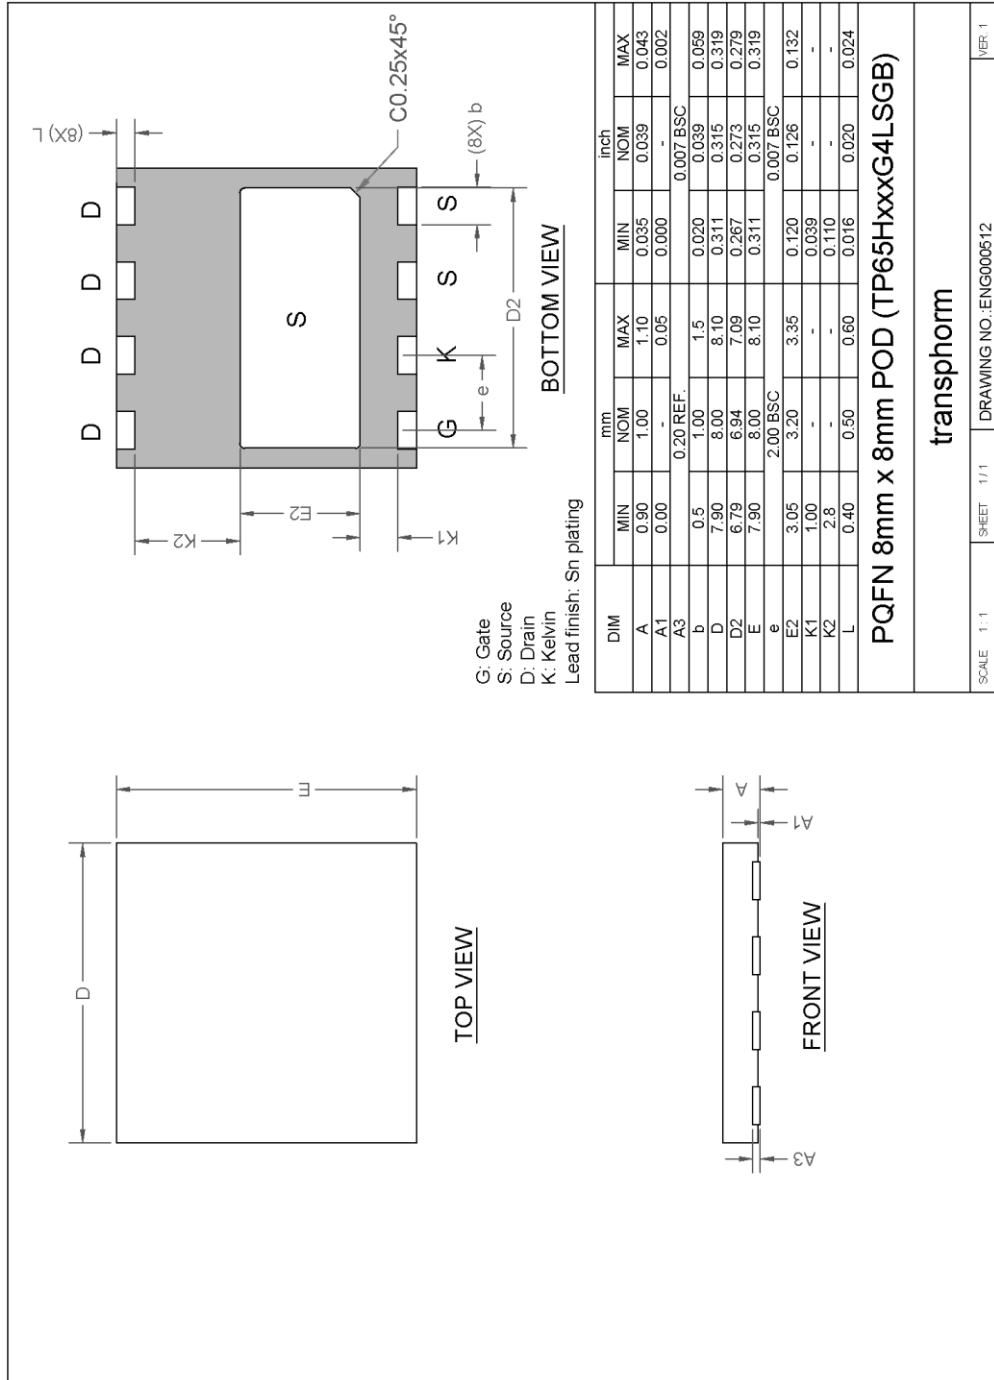 D
TOP VIEW
E
A3
FRONT VIEW
A
A1
D D D D
(8X) L
S
C0.25x45°
G K S S
(8X) b
e
D2
BOTTOM VIEW
K2
E2
K1
G: Gate
S: Source
D: Drain
K: Kelvin
Lead finish: Sn plating
DIM mm inch
MIN NOM MAX MIN NOM MAX
A 0.90 1.00 1.10 0.035 0.039 0.043
A1 0.00 - 0.05 0.000 - 0.002
A3 0.20 REF. 0.007 BSC
b 0.5 1.00 1.5 0.020 0.039 0.059
D 7.90 8.00 8.10 0.311 0.315 0.319
D2 6.79 6.94 7.09 0.267 0.273 0.279
E 7.90 8.00 8.10 0.311 0.315 0.319
e 2.00 BSC 0.007 BSC
E2 3.05 3.20 3.35 0.120 0.126 0.132
K1 1.00 - - 0.039 - -
K2 2.8 - - 0.110 - -
L 0.40 0.50 0.60 0.016 0.020 0.024
PQFN 8mm x 8mm POD (TP65HxxxG4LSGB)
transphorm
SCALE 1 : 1 SHEET 1 / 1 DRAWING NO.:ENG000512 VER. 1